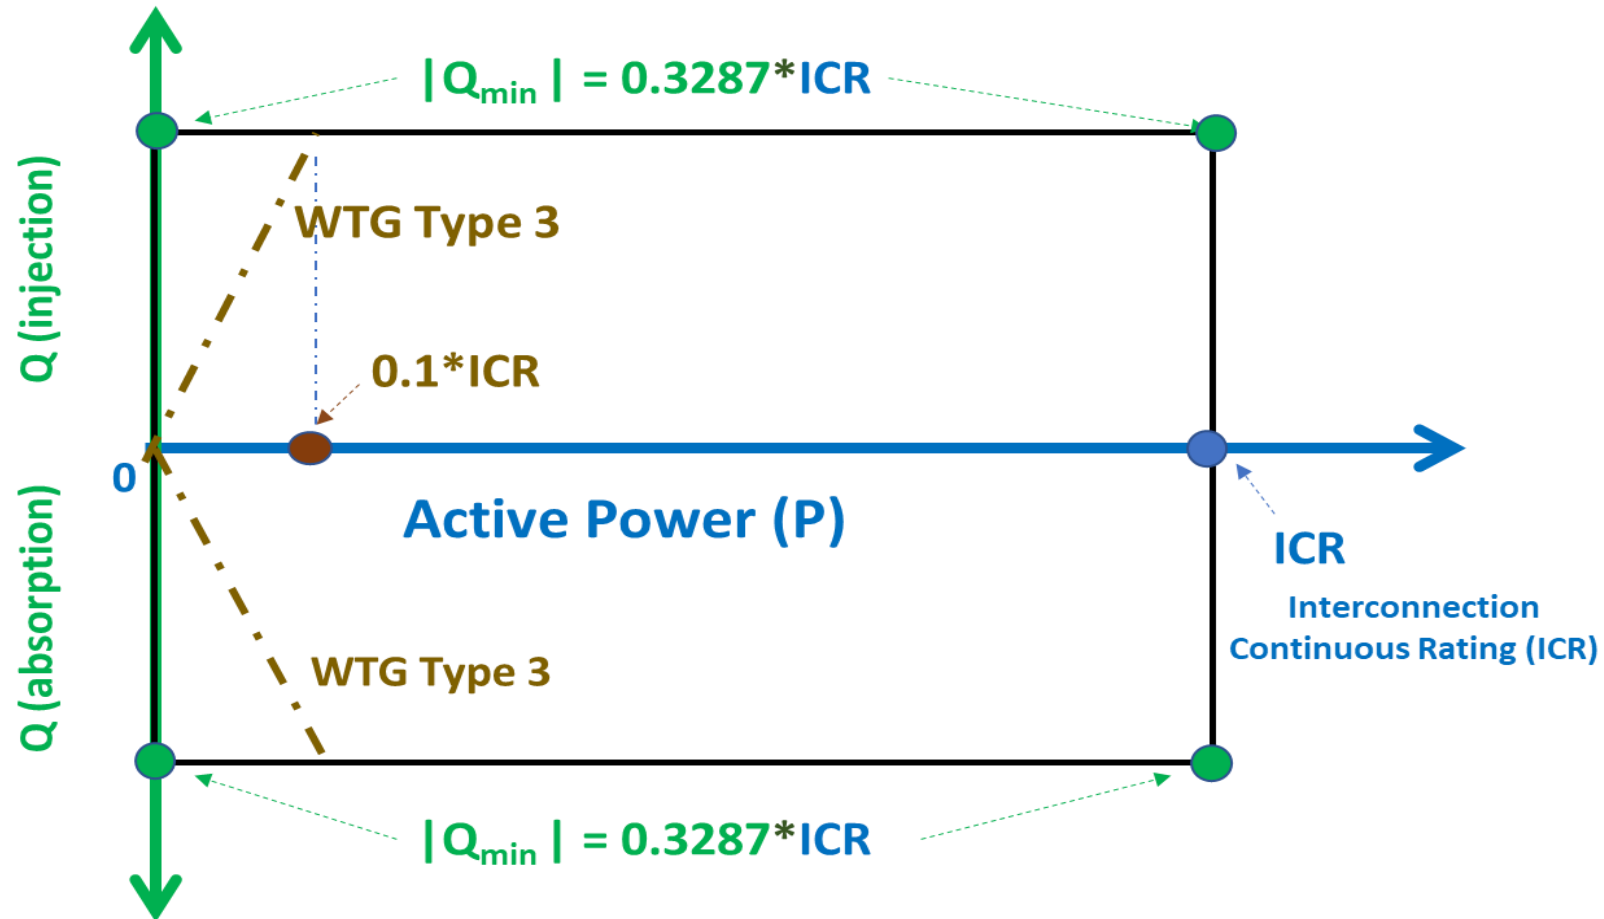 |Qmin | = 0.3287*ICR
Q (injection)
WTG Type 3
0.1*ICR
0
Active Power (P)
ICR
Interconnection
Continuous Rating (ICR)
Q (absorption)
WTG Type 3
|Qmin | = 0.3287*ICR